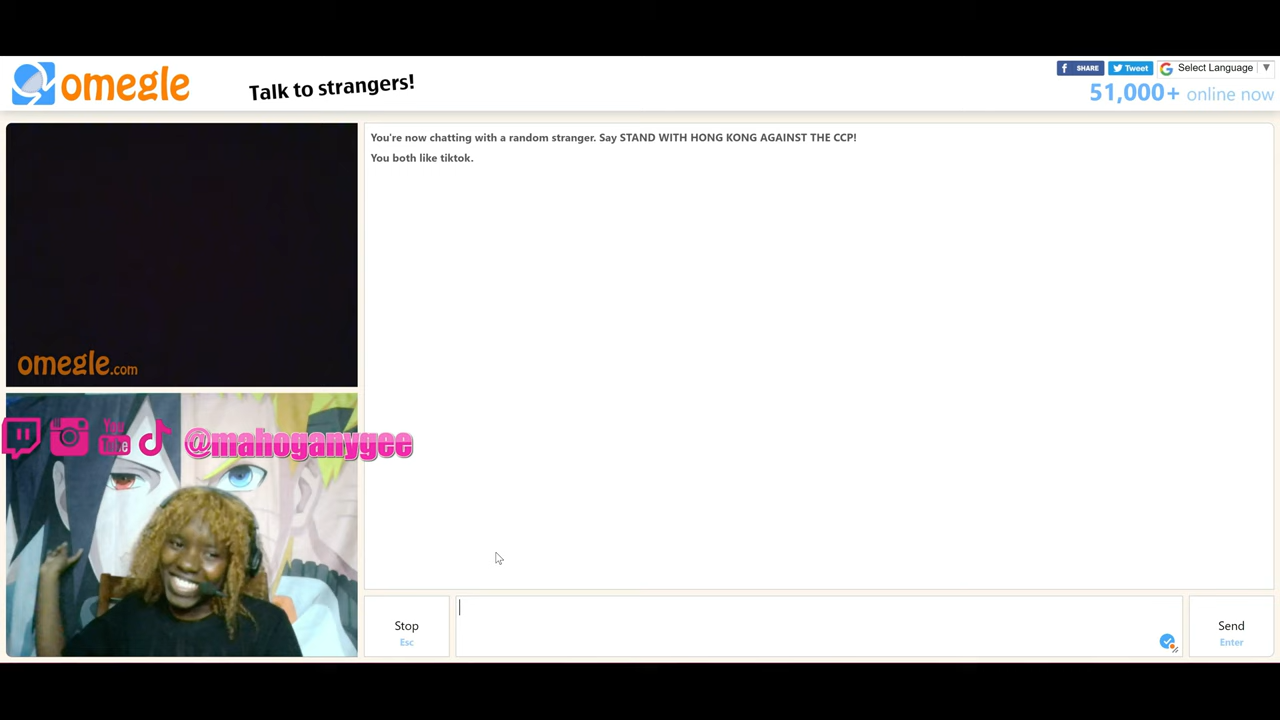 omegle
Talk to strangers!
SHARE
Tweet
Select Language
51,000+ online now
You're now chatting with a random stranger. Say STAND WITH HONG KONG AGAINST THE CCP!
You both like tiktok.
omegle.com
You
Tube
@mahoganygee
Stop
Esc
Send
Enter